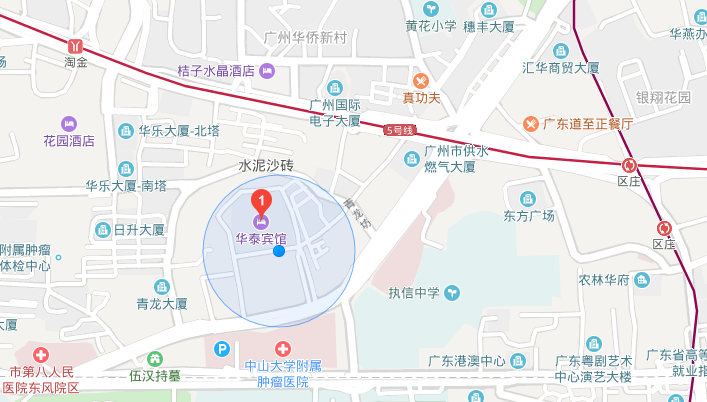 黄花小学
穗丰大厦
华燕办
广州华侨新村
淘金
场
桔子水晶酒店
汇华商贸大厦
真功夫
广州国际
电子大厦
银翔花园
花园酒店
华乐大厦-北塔
5号线
广东道至正餐厅
水泥沙砖
广州市供水
燃气大厦
区庄
华乐大厦-南塔
1
青龙坊
东方广场
日升大厦
华泰宾馆
区庄
附属肿瘤
体检中心
执信中学
农林华府
青龙大厦
大厦
P
中山大学附属
肿瘤医院
市第八人民
医院东风院区
伍汉持墓
广东港澳中心
广东粤剧艺术
中心演艺大楼
广东省高等
就业指